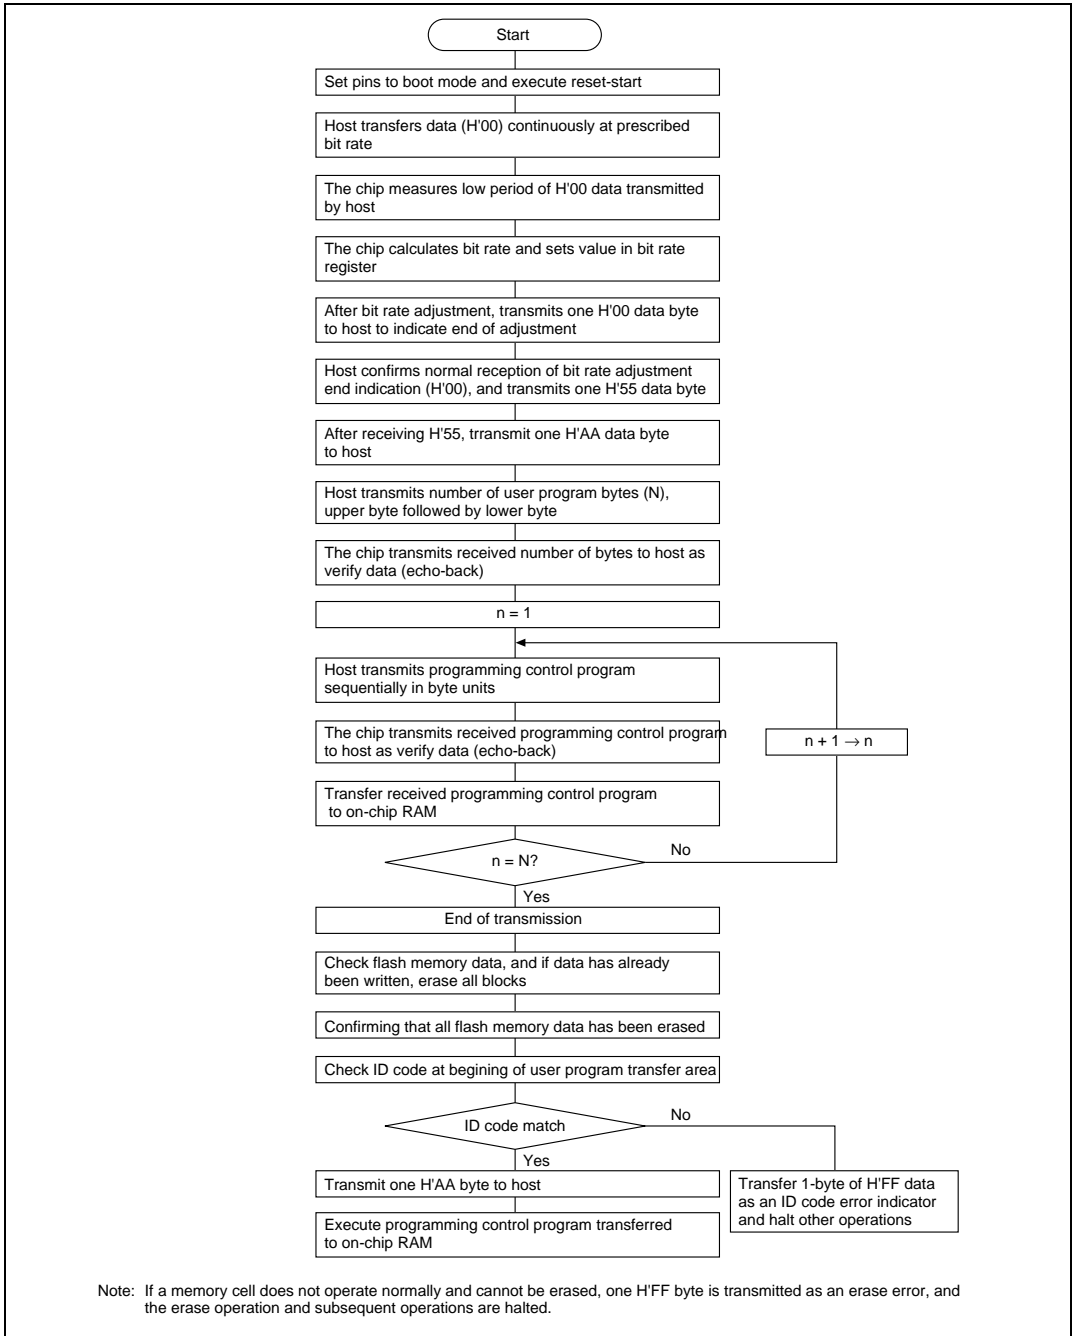 Start
Set pins to boot mode and execute reset-start
Host transfers data (H'00) continuously at prescribed
bit rate
The chip measures low period of H'00 data transmitted
by host
The chip calculates bit rate and sets value in bit rate
register
After bit rate adjustment, transmits one H'00 data byte
to host to indicate end of adjustment
Host confirms normal reception of bit rate adjustment
end indication (H'00), and transmits one H'55 data byte
After receiving H'55, trransmit one H'AA data byte
to host
Host transmits number of user program bytes (N),
upper byte followed by lower byte
The chip transmits received number of bytes to host as
verify data (echo-back)
n = 1
Host transmits programming control program
sequentially in byte units
The chip transmits received programming control program
to host as verify data (echo-back)
n + 1 → n
Transfer received programming control program
to on-chip RAM
n = N?
No
Yes
End of transmission
Check flash memory data, and if data has already
been written, erase all blocks
Confirming that all flash memory data has been erased
Check ID code at begining of user program transfer area
ID code match
No
Yes
Transmit one H'AA byte to host
Transfer 1-byte of H'FF data
as an ID code error indicator
and halt other operations
Execute programming control program transferred
to on-chip RAM
Note: If a memory cell does not operate normally and cannot be erased, one H'FF byte is transmitted as an erase error, and
the erase operation and subsequent operations are halted.